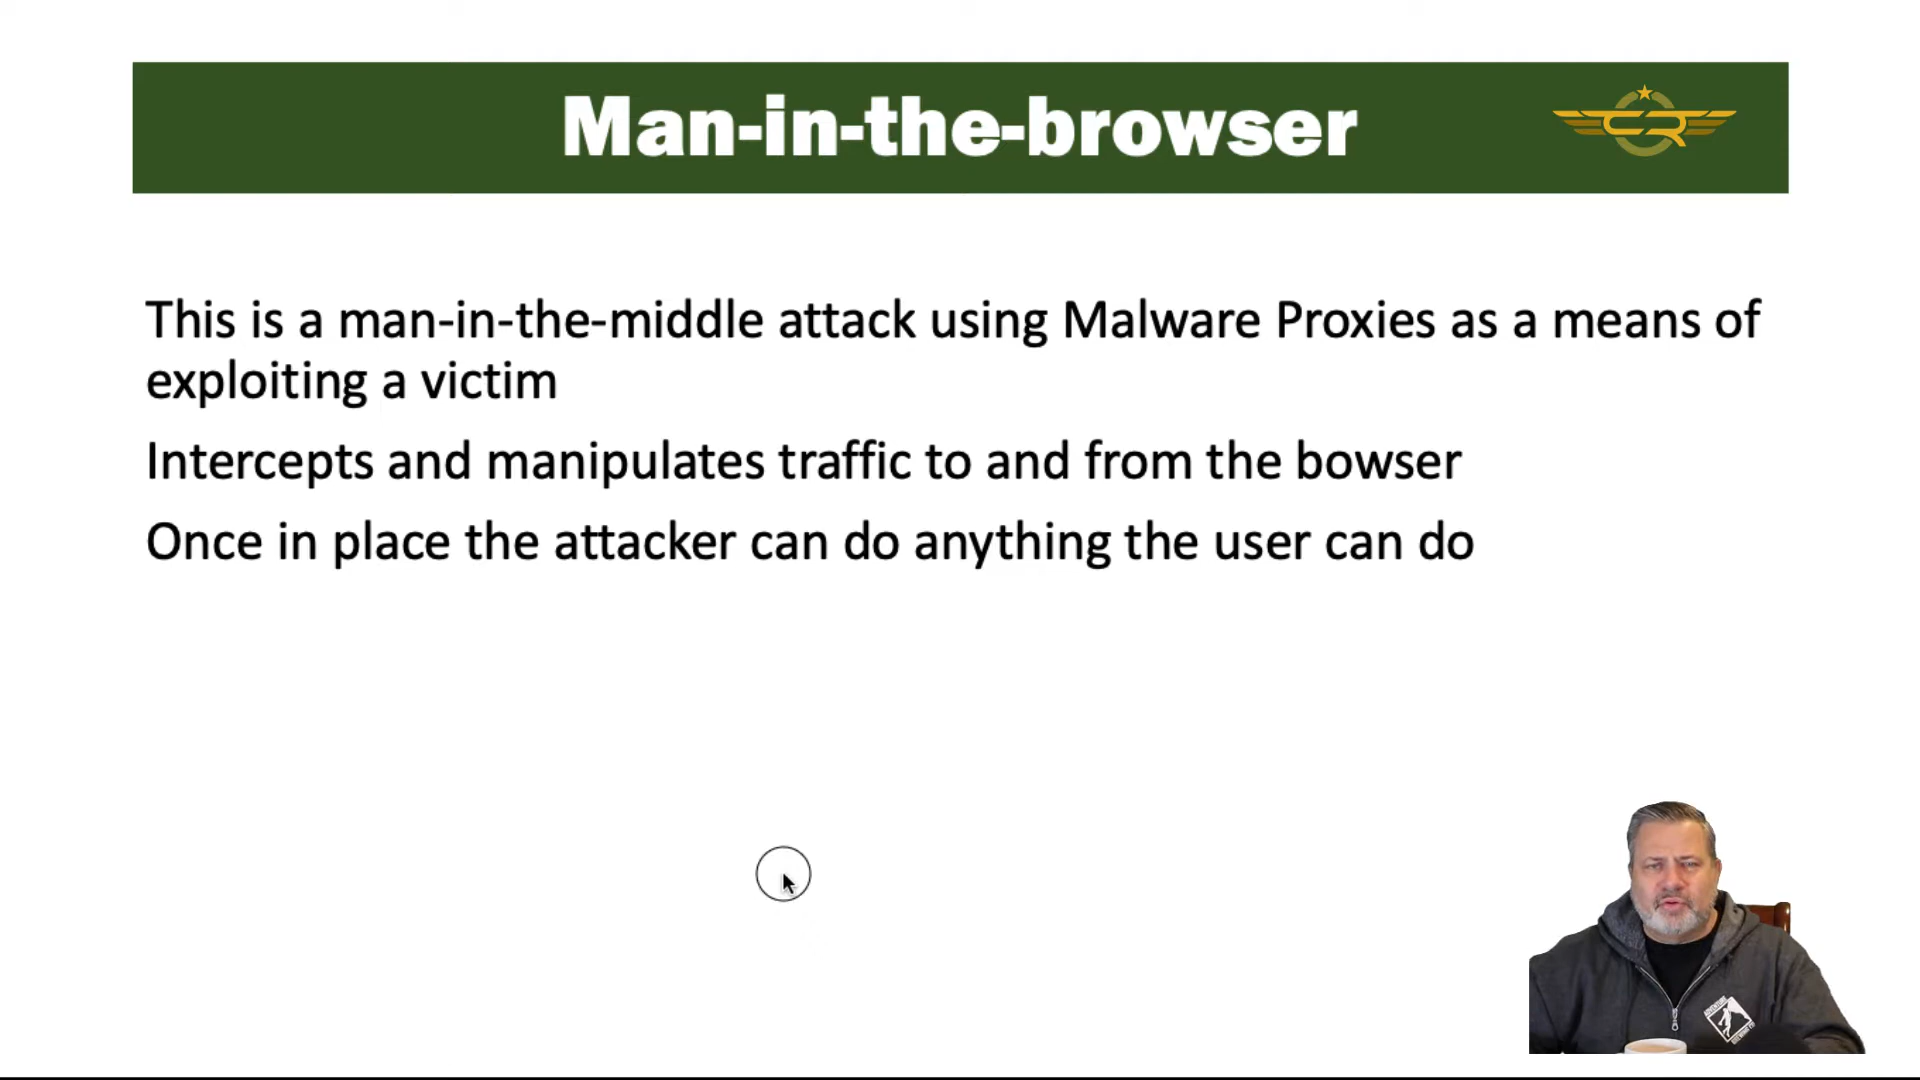 Man-in-the-browser
CR
This is a man-in-the-middle attack using Malware Proxies as a means of
exploiting a victim
Intercepts and manipulates traffic to and from the bowser
Once in place the attacker can do anything the user can do